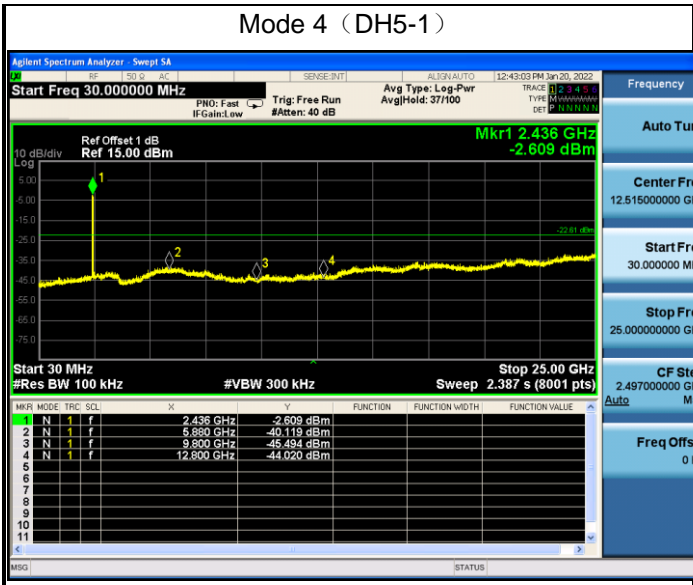 Mode 4（DH5-1）
Agilent Spectrum Analyzer - Swept SA
RF 50 Ω AC SENSE:INT ALIGN AUTO 12:43:03 PM Jan 20, 2022
Start Freq 30.000000 MHz
PNO: Fast
IFGain:Low
Trig: Free Run
#Atten: 40 dB
Avg Type: Log-Pwr
Avg|Hold: 37/100
TRACE 1 2 3 4 5 6
TYPE M
DET P N N N N N
Ref Offset 1 dB
10 dB/div Ref 15.00 dBm
Log
Mkr1 2.436 GHz
-2.609 dBm
5.00
-5.00
-15.0
-25.0
-35.0
-45.0
-55.0
-65.0
-75.0
1
2
3
4
-22.61 dBm
Start 30 MHz
Stop 25.00 GHz
#Res BW 100 kHz #VBW 300 kHz Sweep 2.387 s (8001 pts)
MKR MODE TRC SCL X Y FUNCTION FUNCTION WIDTH FUNCTION VALUE
1 N 1 f 2.436 GHz -2.609 dBm
2 N 1 f 5.880 GHz -40.119 dBm
3 N 1 f 9.800 GHz -45.494 dBm
4 N 1 f 12.800 GHz -44.020 dBm
5
6
7
8
9
10
11
MSG STATUS
Frequency
Auto Tu
Center Fr
12.515000000 G
Start Fr
30.000000 M
Stop Fr
25.000000000 G
CF St
2.497000000 G
Auto M
Freq Offs
0